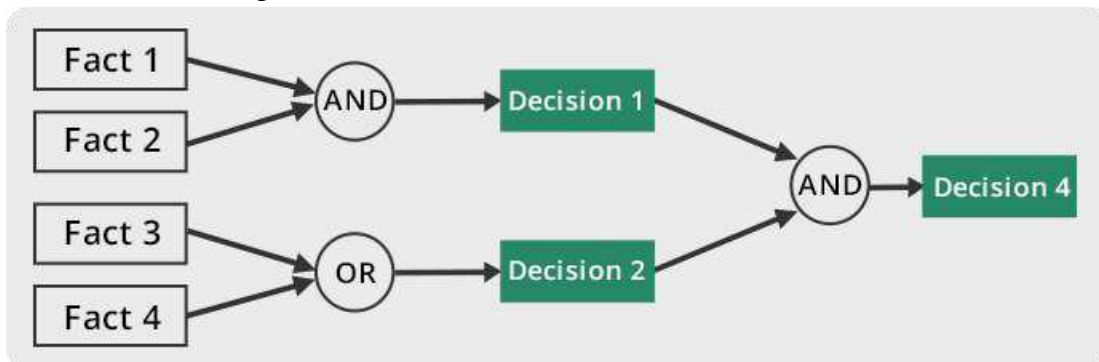 Fact 1
Fact 2
AND
Decision 1
Fact 3
Fact 4
OR
Decision 2
AND
Decision 4